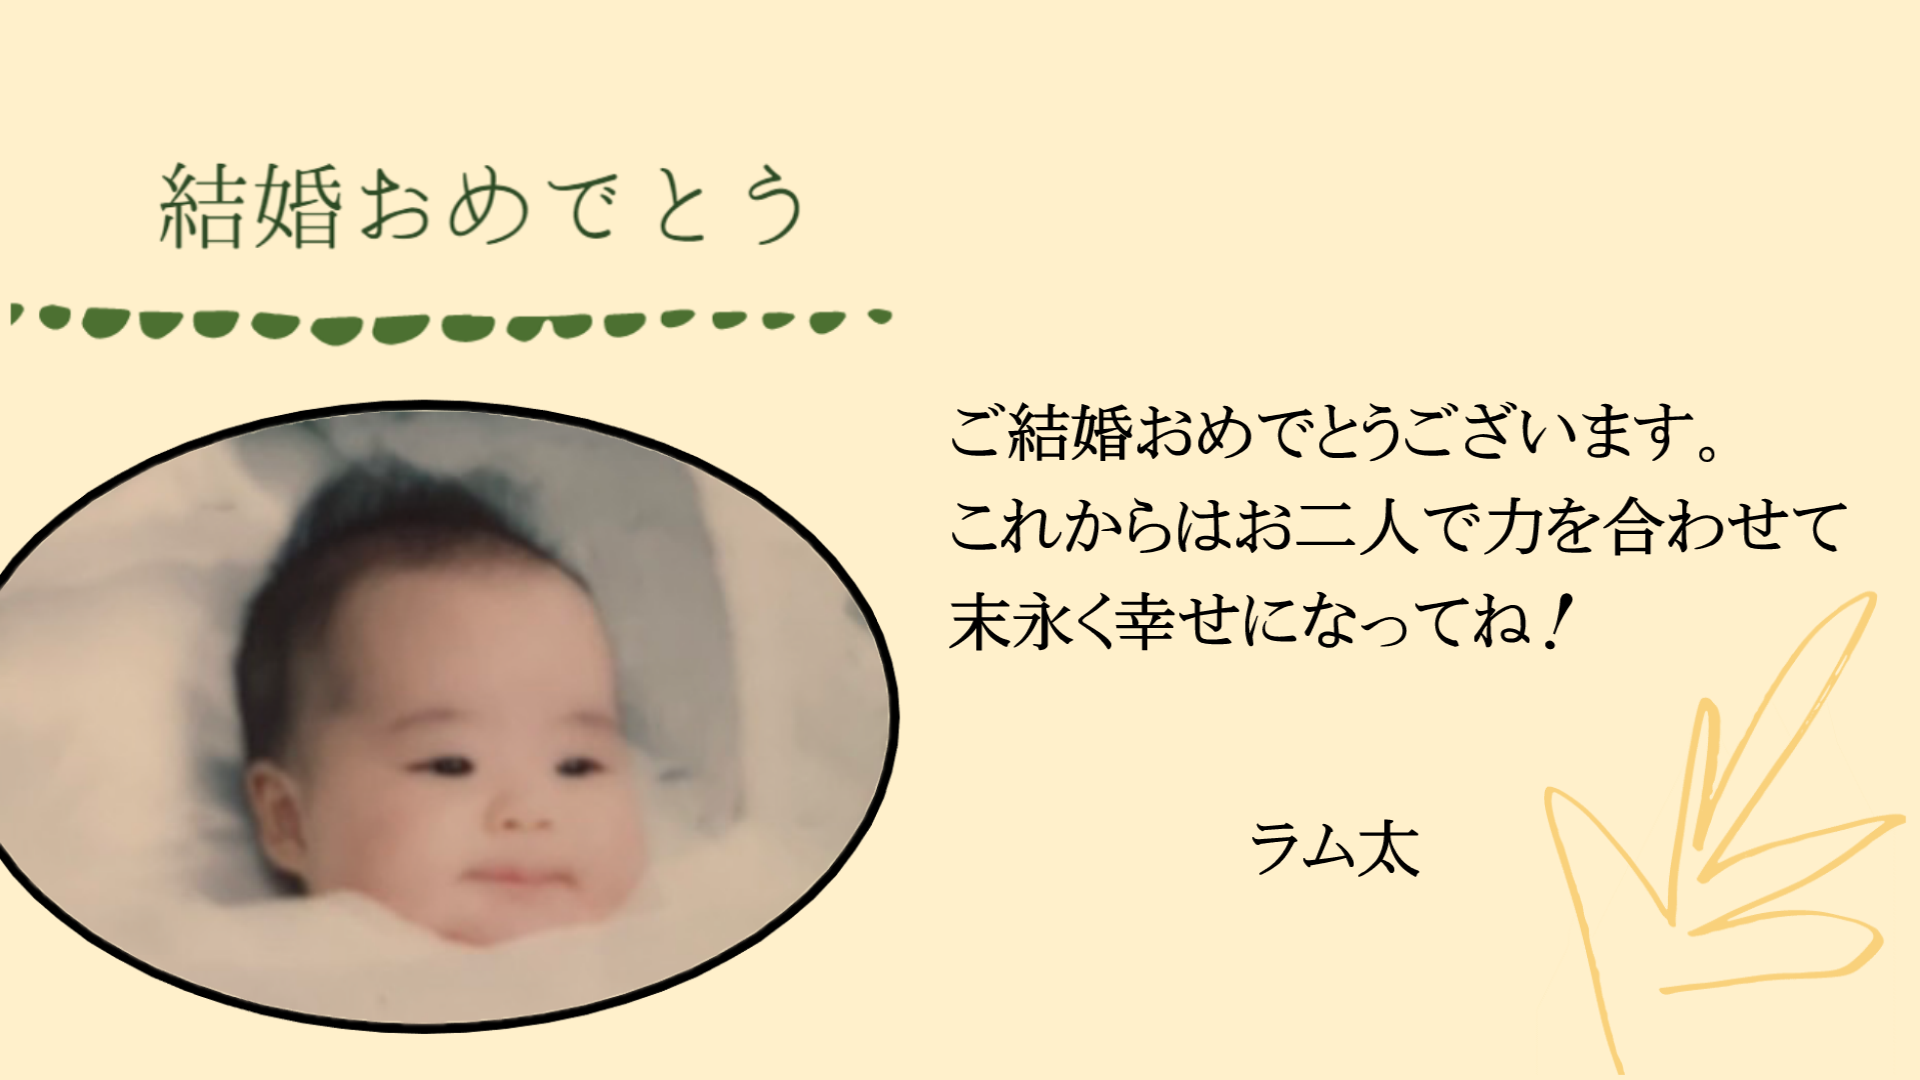 結婚おめでとう
ご結婚おめでとうございます。
これからはお二人で力を合わせて
末永く幸せになってね！
ラム太